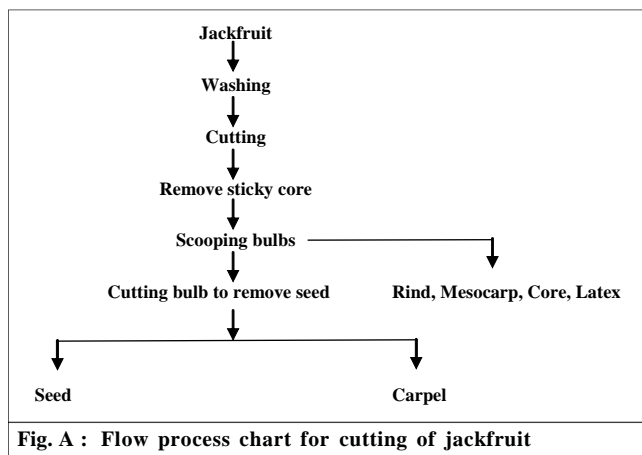 Jackfruit
Washing
Cutting
Remove sticky core
Scooping bulbs
Cutting bulb to remove seed
Rind, Mesocarp, Core, Latex
Seed
Carpel
Fig. A : Flow process chart for cutting of jackfruit